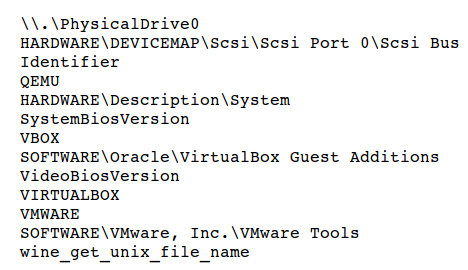 \\.\PhysicalDrive0
HARDWARE\DEVICEMAP\Scsi\Scsi Port 0\Scsi Bus
Identifier
QEMU
HARDWARE\Description\System
SystemBiosVersion
VBOX
SOFTWARE\Oracle\VirtualBox Guest Additions
VideoBiosVersion
VIRTUALBOX
VMWARE
SOFTWARE\VMware, Inc.\VMware Tools
wine_get_unix_file_name